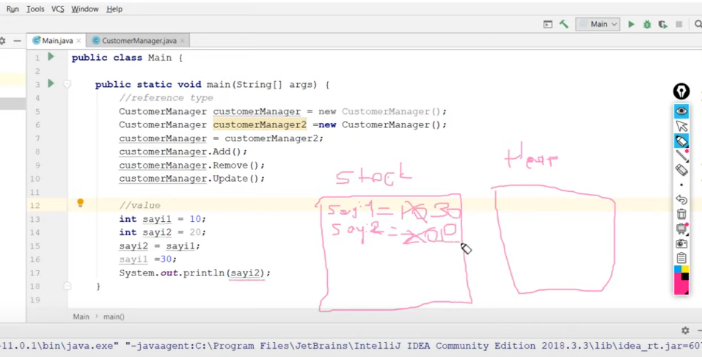 Run Tools VCS Window Help
Main
Main.java × CustomerManager.java ×
1 public class Main {
2
3 public static void main(String[] args) {
4 //reference type
5 CustomerManager customerManager = new CustomerManager();
6 CustomerManager customerManager2 =new CustomerManager();
7 customerManager = customerManager2;
8 customerManager.Add();
9 customerManager.Remove();
10 customerManager.Update();
11
12 //value
13 int sayi1 = 10;
14 int sayi2 = 20;
15 sayi2 = sayi1;
16 sayi1 =30;
17 System.out.println(sayi2);
18 }
19
Stack
Heap
sayi1 = 10 30
sayi2 = 20 10
Main › main()
-11.0.1\bin\java.exe" "-javaagent:C:\Program Files\JetBrains\IntelliJ IDEA Community Edition 2018.3.3\lib\idea_rt.jar=607